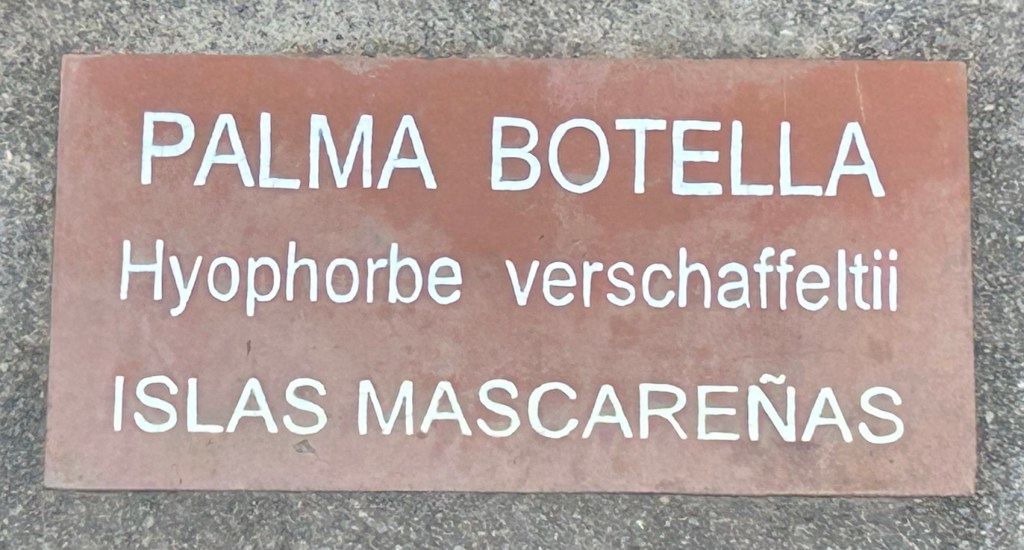 PALMA BOTELLA
Hyophorbe verschaffeltii
ISLAS MASCAREÑAS